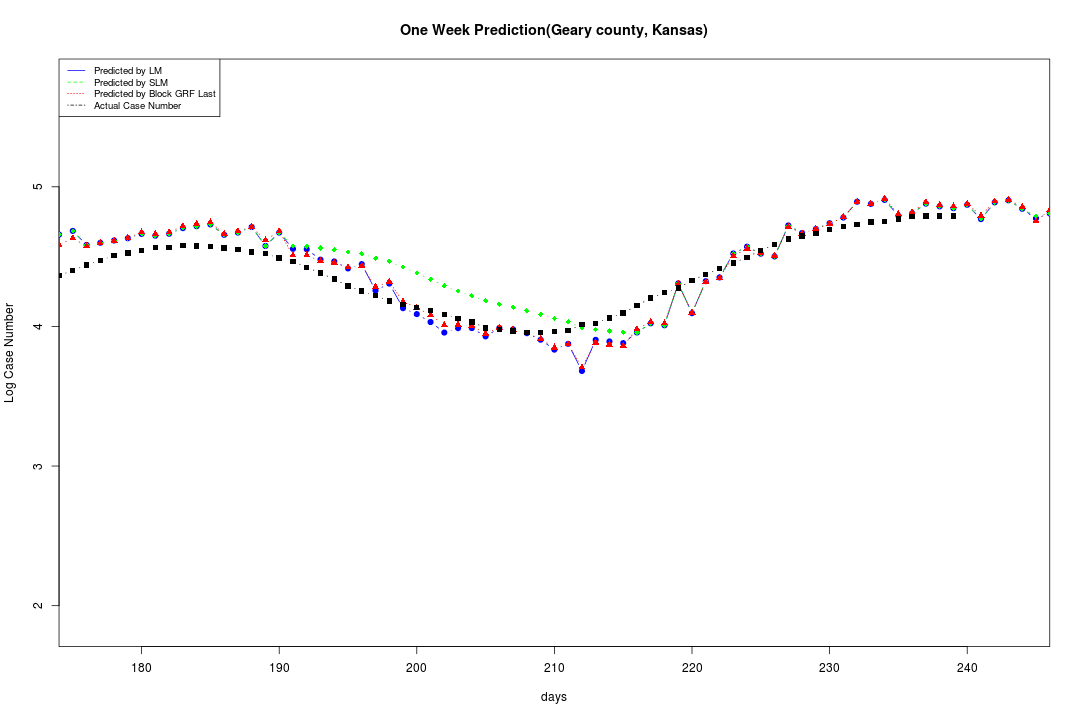 One Week Prediction(Geary county, Kansas)
Predicted by LM
Predicted by SLM
Predicted by Block GRF Last
Actual Case Number
5
4
3
2
Log Case Number
180 190 200 210 220 230 240
days